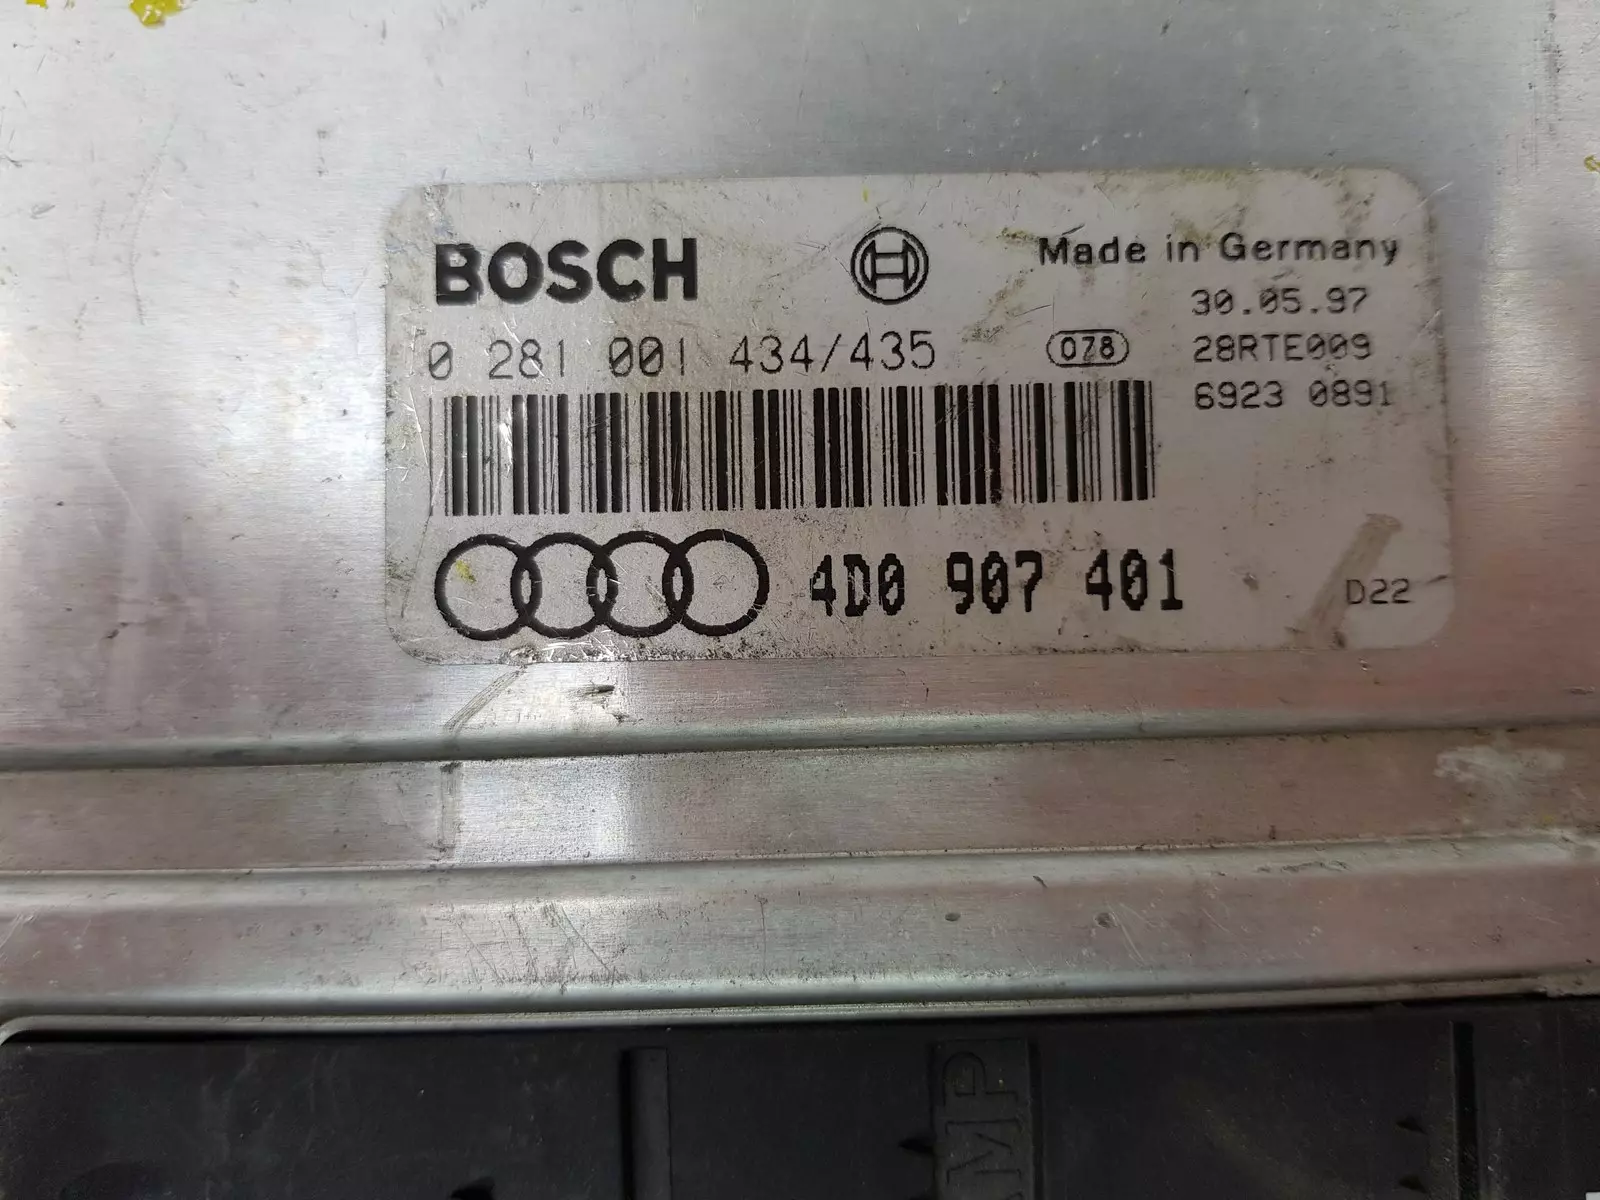 BOSCH
Made in Germany
30.05.97
0 281 001 434/435
078
28RTE009
6923 0891
4D0 907 401
D22
AMP